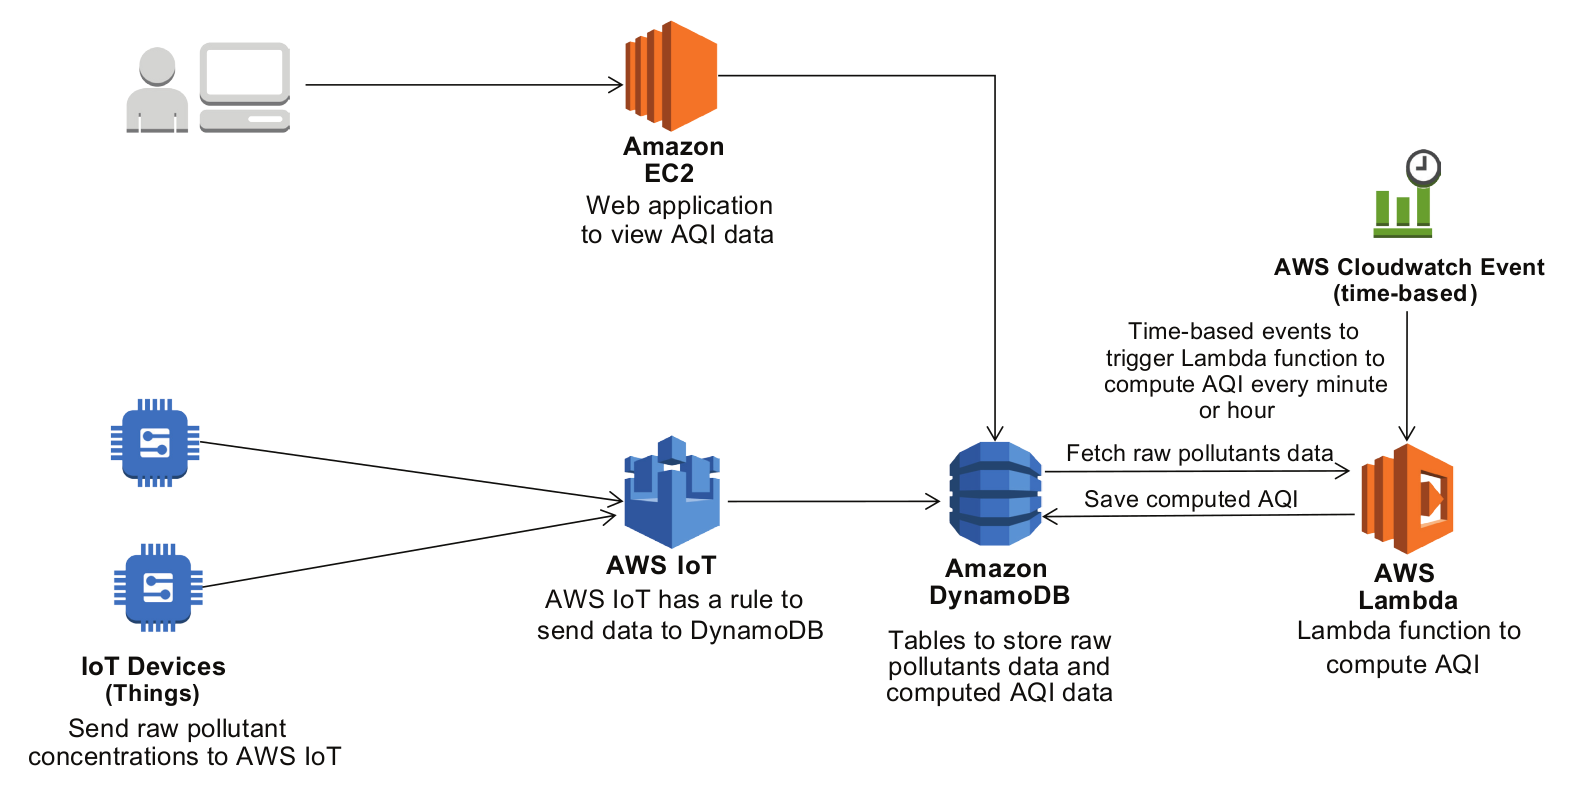 Amazon
EC2
Web application
to view AQI data
AWS Cloudwatch Event
(time-based)
Time-based events to
trigger Lambda function to
compute AQI every minute
or hour
Fetch raw pollutants data
Save computed AQI
AWS IoT
AWS IoT has a rule to
send data to DynamoDB
Amazon
DynamoDB
Tables to store raw
pollutants data and
computed AQI data
AWS
Lambda
Lambda function to
compute AQI
IoT Devices
(Things)
Send raw pollutant
concentrations to AWS IoT